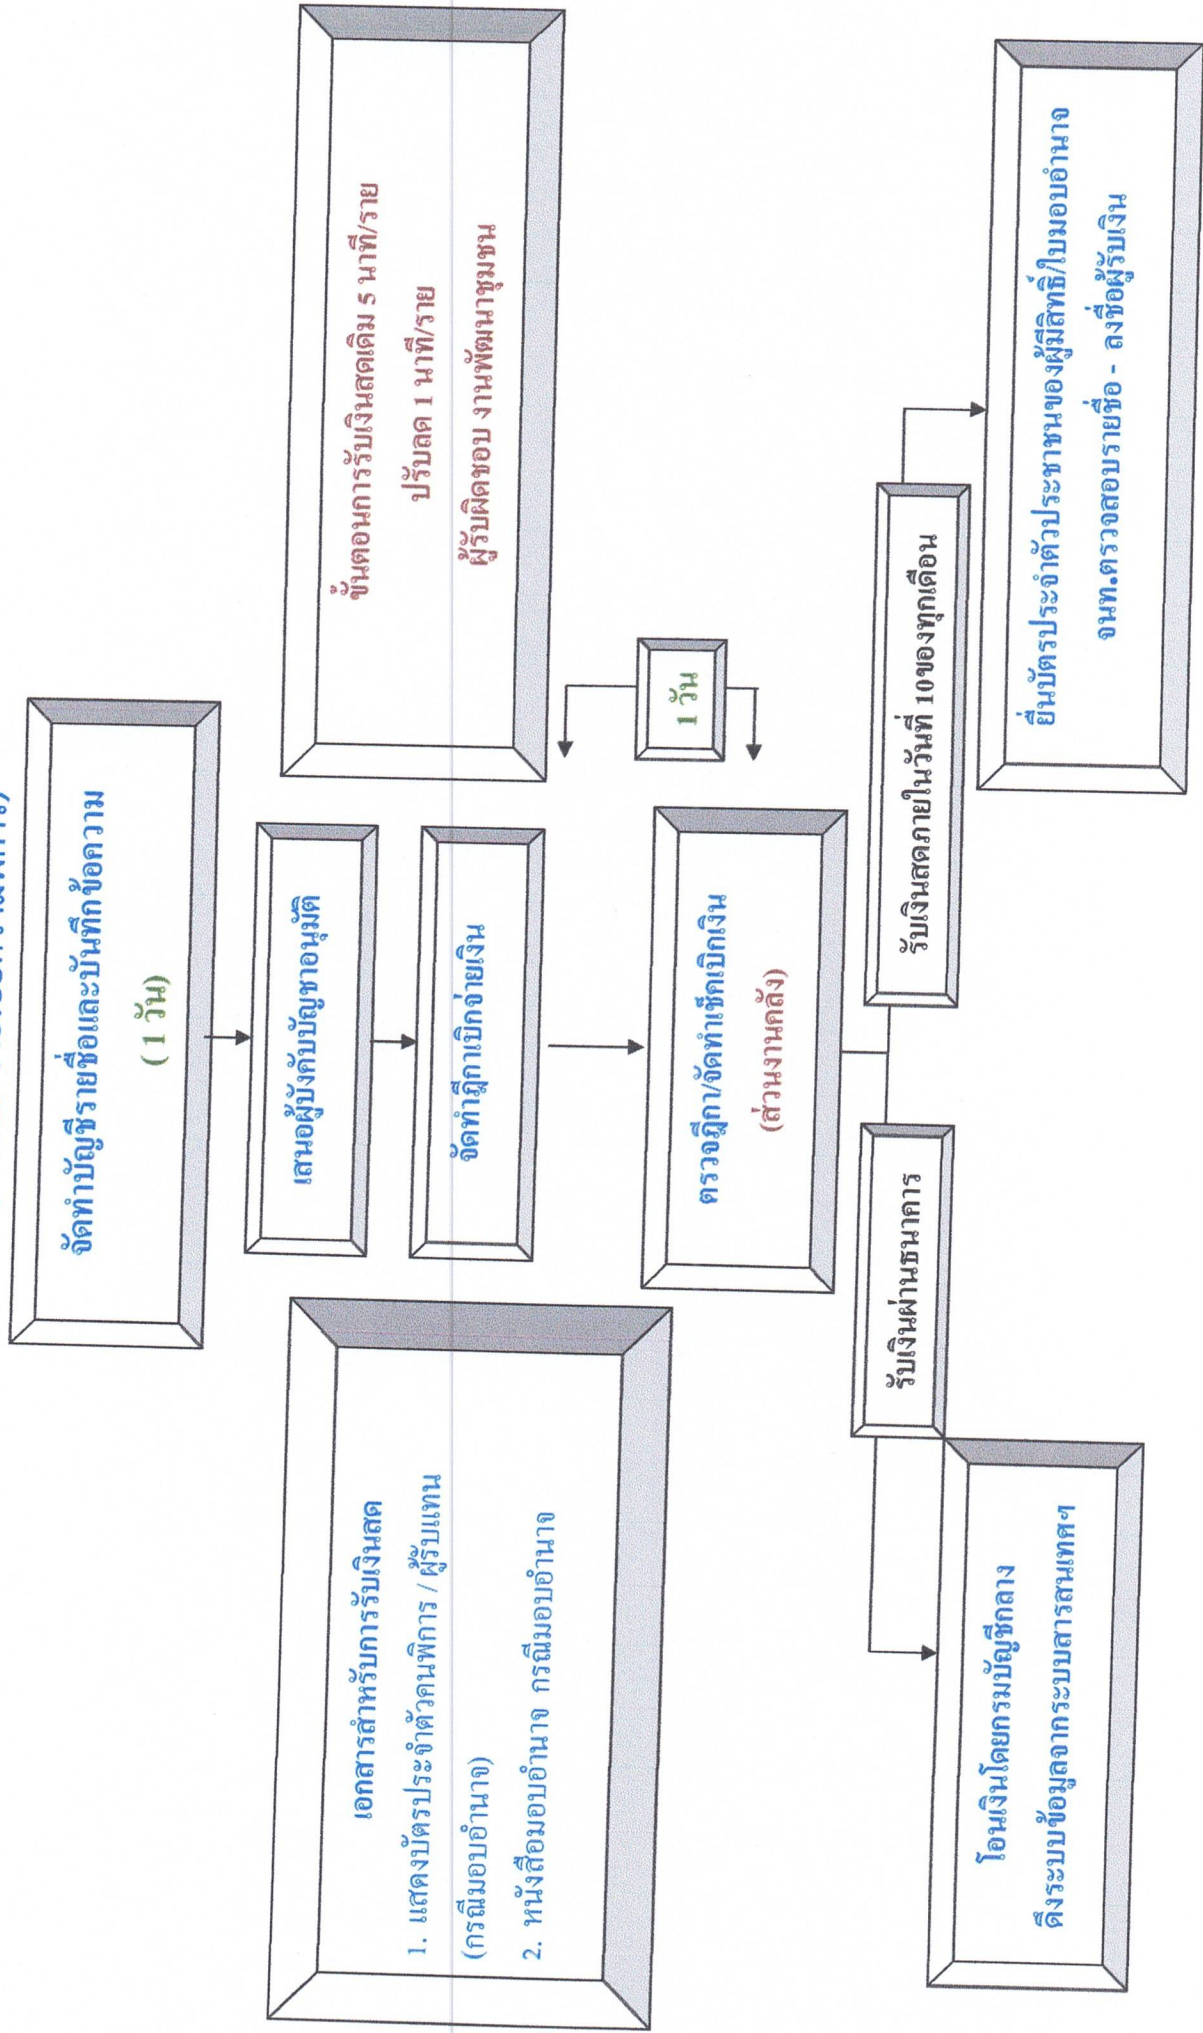 จัดทำบัญชีรายชื่อและบันทึกข้อความ
(1 วัน)
เสนอผู้บังกับบัญชาอนุมัติ
จัดทำฎีกาเบิกจ่ายเงิน
ตรวจฎีกา/จัดทำเช็คเบิกเงิน
(ส่วนงานคลัง)
1 วัน
ขั้นตอนการรับเงินสดเดิม 5 นาที/ราย
ปรับลด 1 นาที/ราย
ผู้รับผิดชอบ งานพัฒนาชุมชน
เอกสารสำหรับการรับเงินสด
1. แสดงบัตรประจำตัวคนพิการ / ผู้รับแทน
(กรณีมอบอำนาจ)
2. หนังสือมอบอำนาจ กรณีมอบอำนาจ
รับเงินผ่านธนาคาร
รับเงินสดภายในวันที่ 10ของทุกเดือน
โอนเงินโดยกรมบัญชีกลาง
ดึงระบบข้อมูลจากระบบสารสนเทศฯ
ยื่นบัตรประจำตัวประชาชนของผู้มีสิทธิ์/ใบมอบอำนาจ
จนท.ตรวจสอบรายชื่อ - ลงชื่อผู้รับเงิน